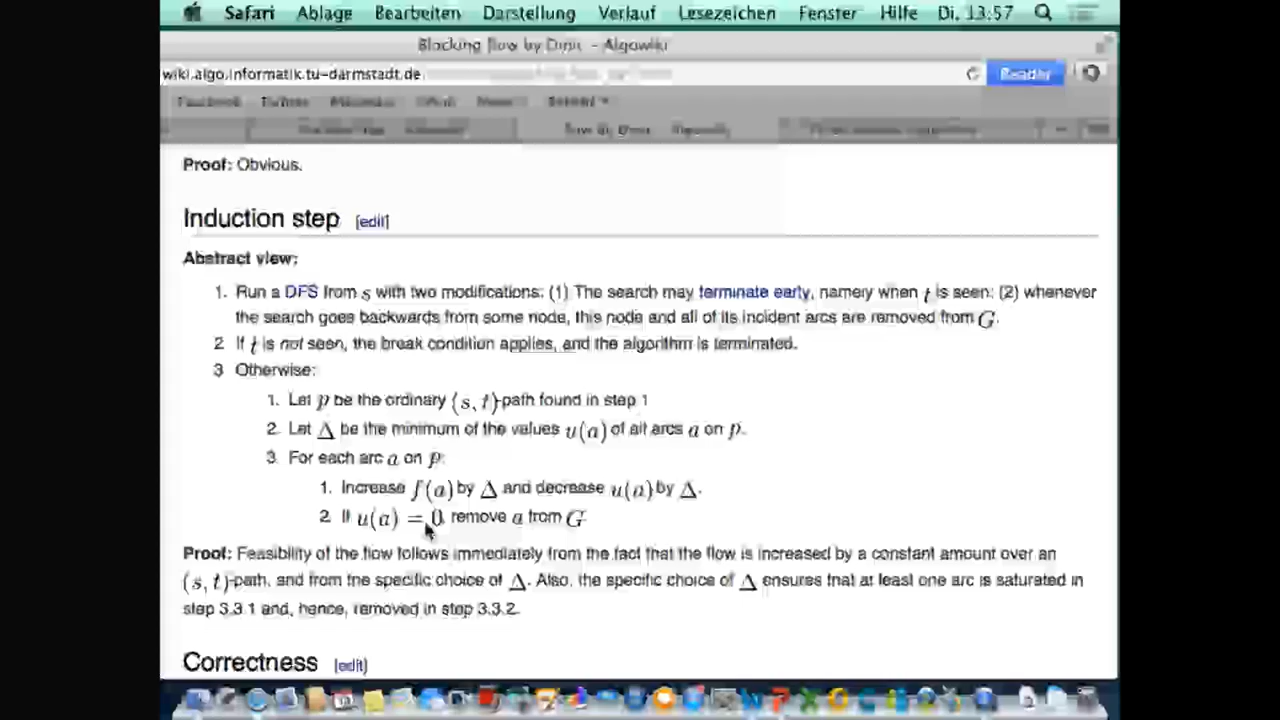 Safari Ablage Bearbeiten Darstellung Verlauf Lesezeichen Fenster Hilfe Di, 13:57
Blocking flow by Dinic – Algowiki
wiki.algo.informatik.tu-darmstadt.de Reader
Facebook
Proof: Obvious.
Induction step [edit]
Abstract view:
1. Run a DFS from s with two modifications: (1) The search may terminate early, namely when t is seen; (2) whenever
the search goes backwards from some node, this node and all of its incident arcs are removed from G.
2 If t is not seen, the break condition applies, and the algorithm is terminated.
3 Otherwise:
1. Let p be the ordinary (s, t)-path found in step 1
2. Let Δ be the minimum of the values u(a) of all arcs a on p.
3. For each arc a on p:
1. Increase f(a) by Δ and decrease u(a) by Δ.
2. If u(a) = 0, remove a from G
Proof: Feasibility of the flow follows immediately from the fact that the flow is increased by a constant amount over an
(s, t)-path, and from the specific choice of Δ. Also, the specific choice of Δ ensures that at least one arc is saturated in
step 3.3.1 and, hence, removed in step 3.3.2.
Correctness [edit]